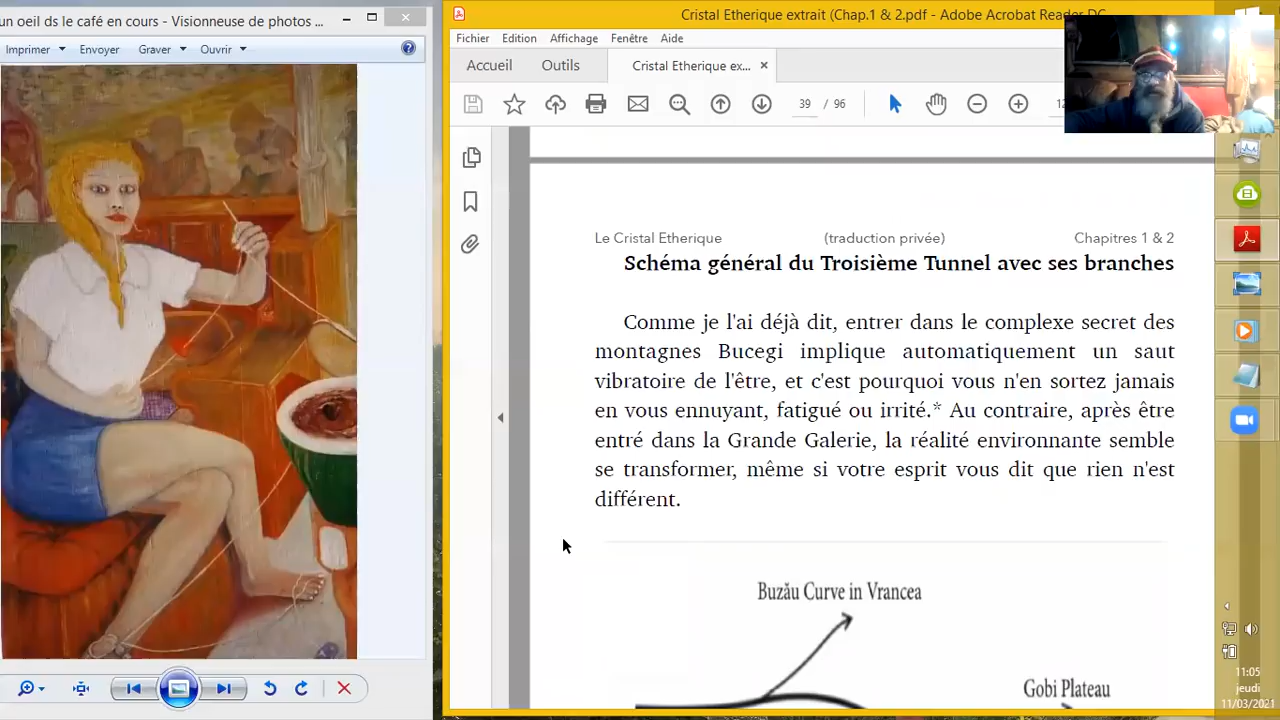 un oeil ds le café en cours - Visionneuse de photos ...
Imprimer Envoyer Graver Ouvrir
Cristal Etherique extrait (Chap.1 & 2.pdf - Adobe Acrobat Reader DC
Fichier Edition Affichage Fenêtre Aide
Accueil Outils Cristal Etherique ex... ×
39 / 96
Le Cristal Etherique (traduction privée) Chapitres 1 & 2
Schéma général du Troisième Tunnel avec ses branches
Comme je l'ai déjà dit, entrer dans le complexe secret des
montagnes Bucegi implique automatiquement un saut
vibratoire de l'être, et c'est pourquoi vous n'en sortez jamais
en vous ennuyant, fatigué ou irrité.* Au contraire, après être
entré dans la Grande Galerie, la réalité environnante semble
se transformer, même si votre esprit vous dit que rien n'est
différent.
Buzău Curve in Vrancea
Gobi Plateau
11:05
jeudi
11/03/2021